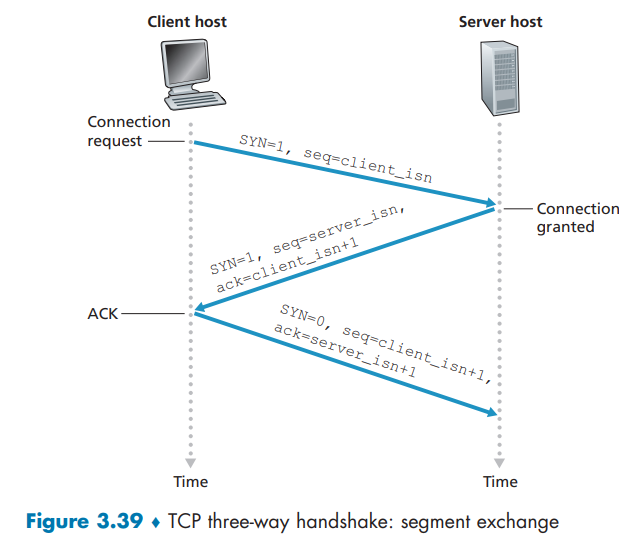 Client host
Server host
Connection
request
SYN=1, seq=client_isn
Connection
granted
SYN=1, seq=server_isn,
ack=client_isn+1
ACK
SYN=0, seq=client_isn+1,
ack=server_isn+1
Time
Time
Figure 3.39 ♦ TCP three-way handshake: segment exchange